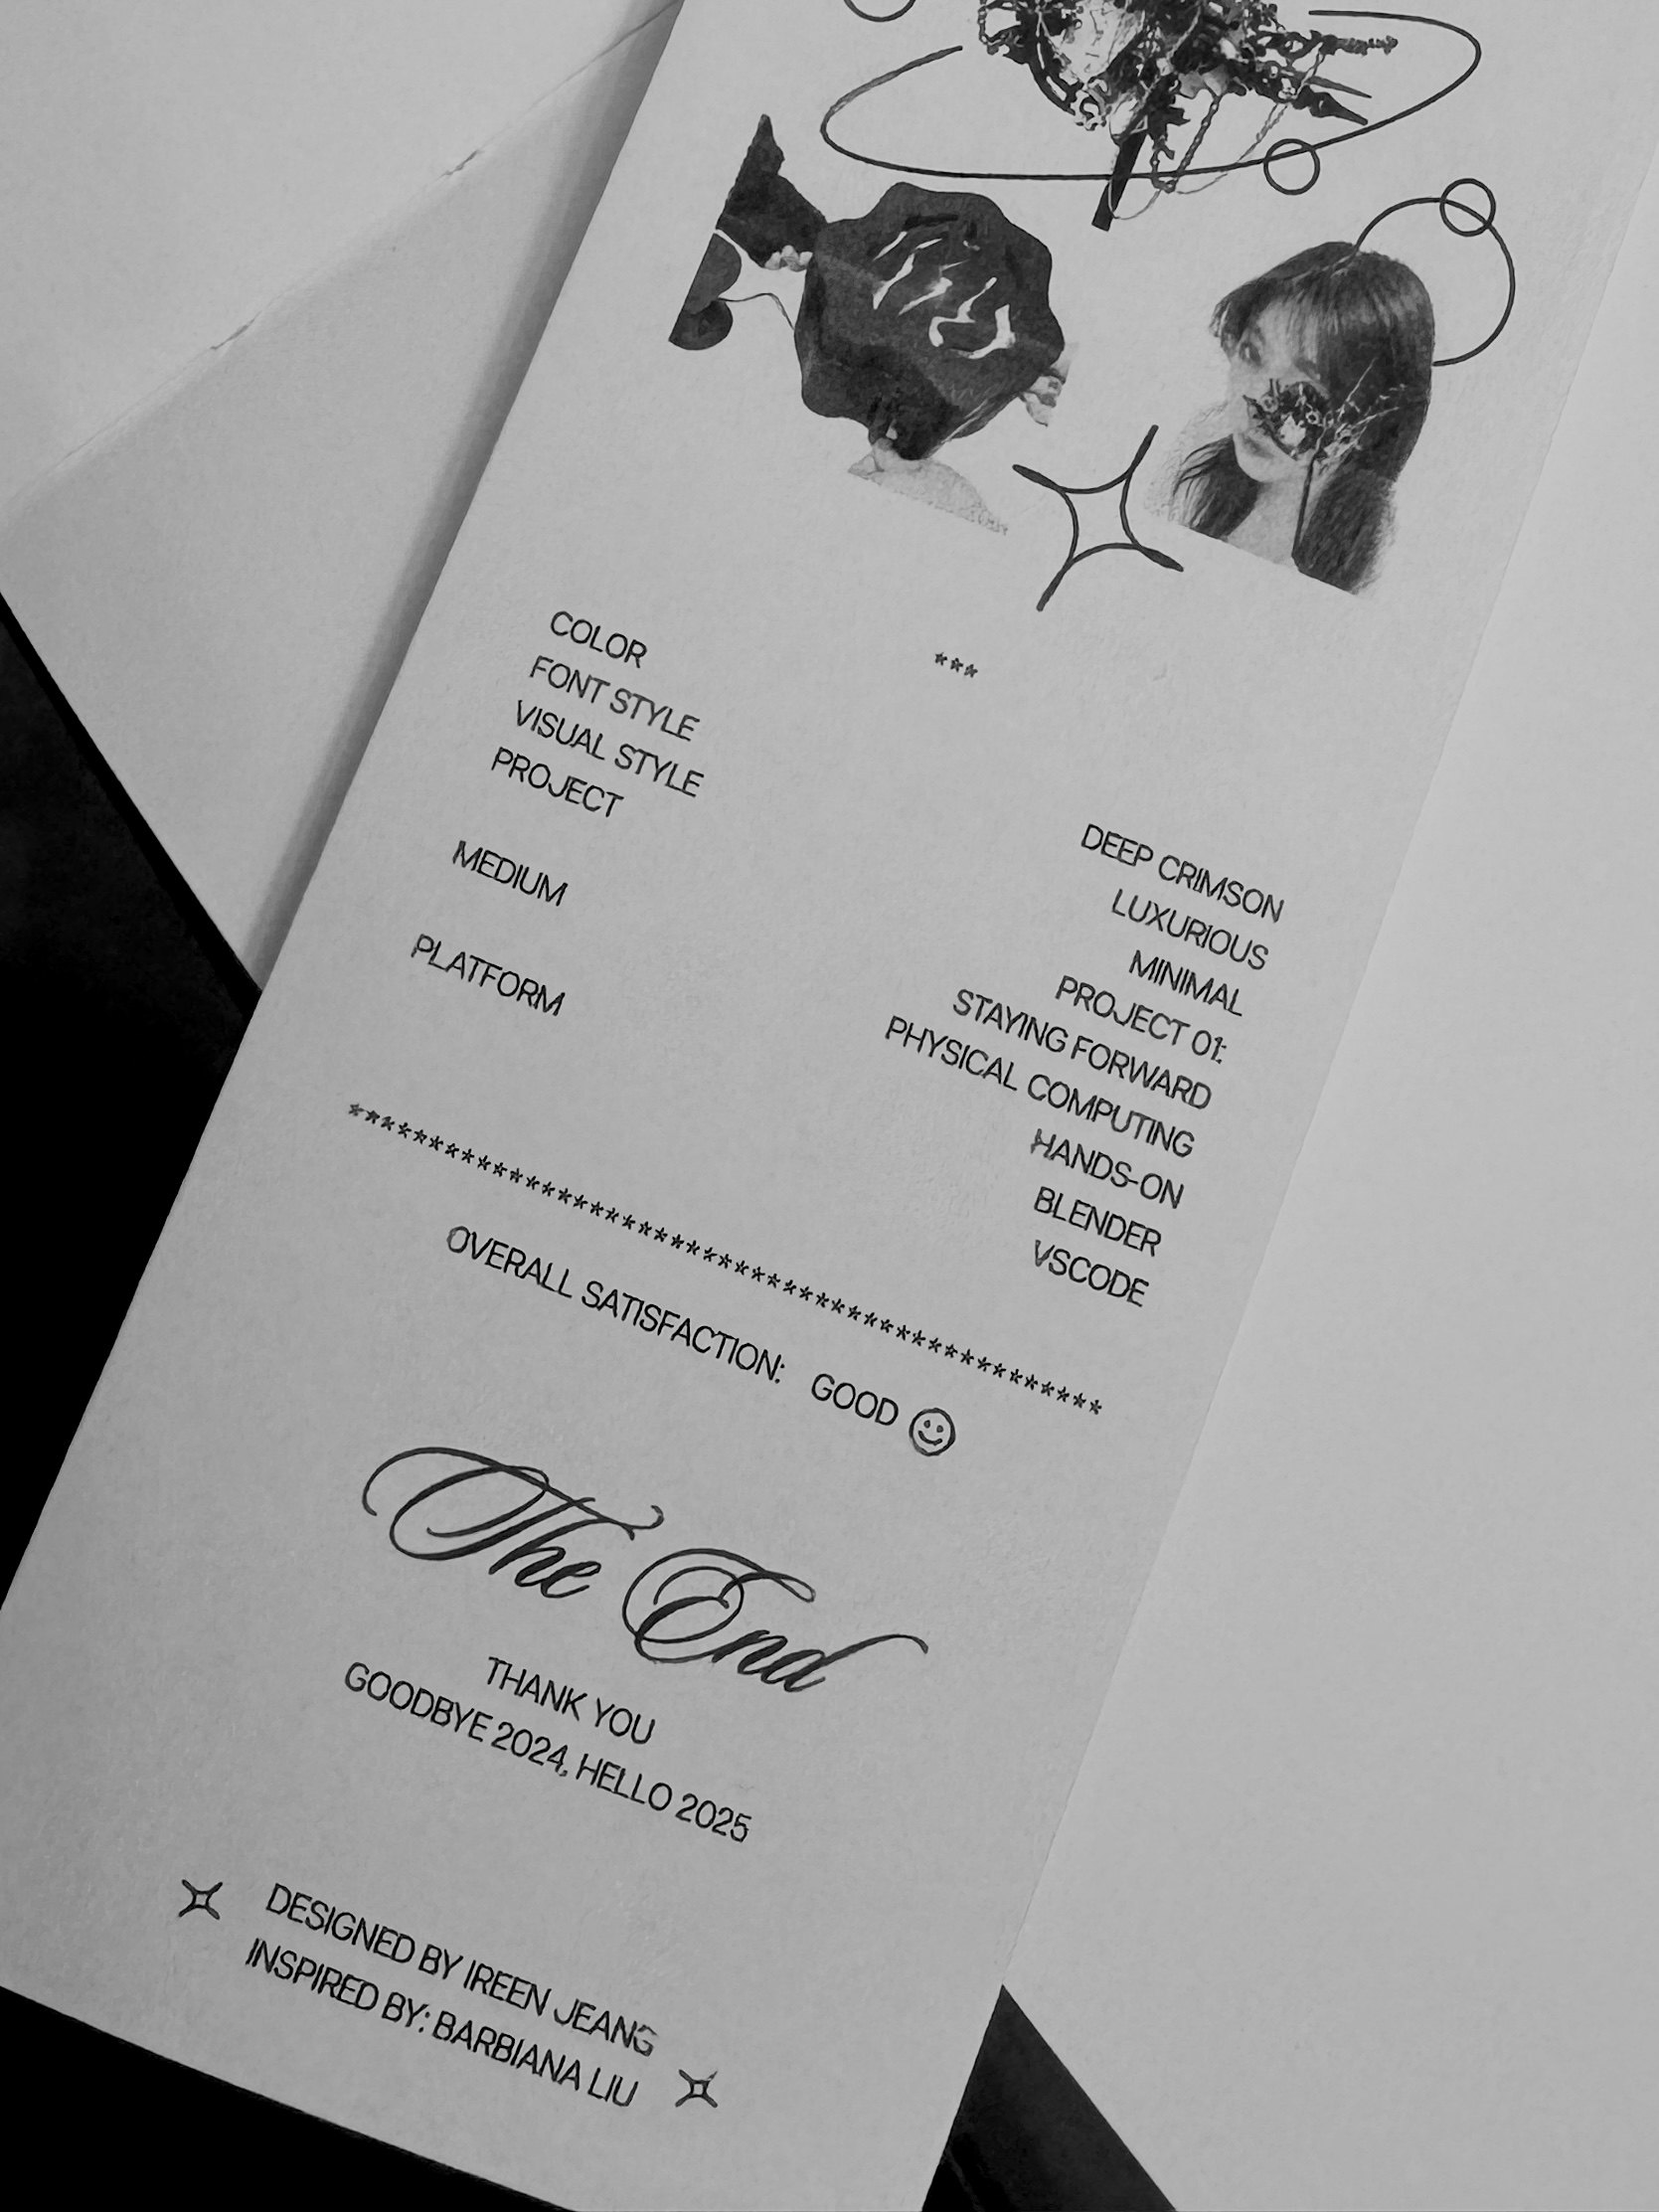 ***
COLOR
FONT STYLE
VISUAL STYLE
PROJECT
MEDIUM
PLATFORM
DEEP CRIMSON
LUXURIOUS
MINIMAL
PROJECT 01:
STAYING FORWARD
PHYSICAL COMPUTING
HANDS-ON
BLENDER
VSCODE
************************************************
OVERALL SATISFACTION: GOOD ☺
The End
THANK YOU
GOODBYE 2024, HELLO 2025
DESIGNED BY IREEN JEANG
INSPIRED BY: BARBIANA LIU